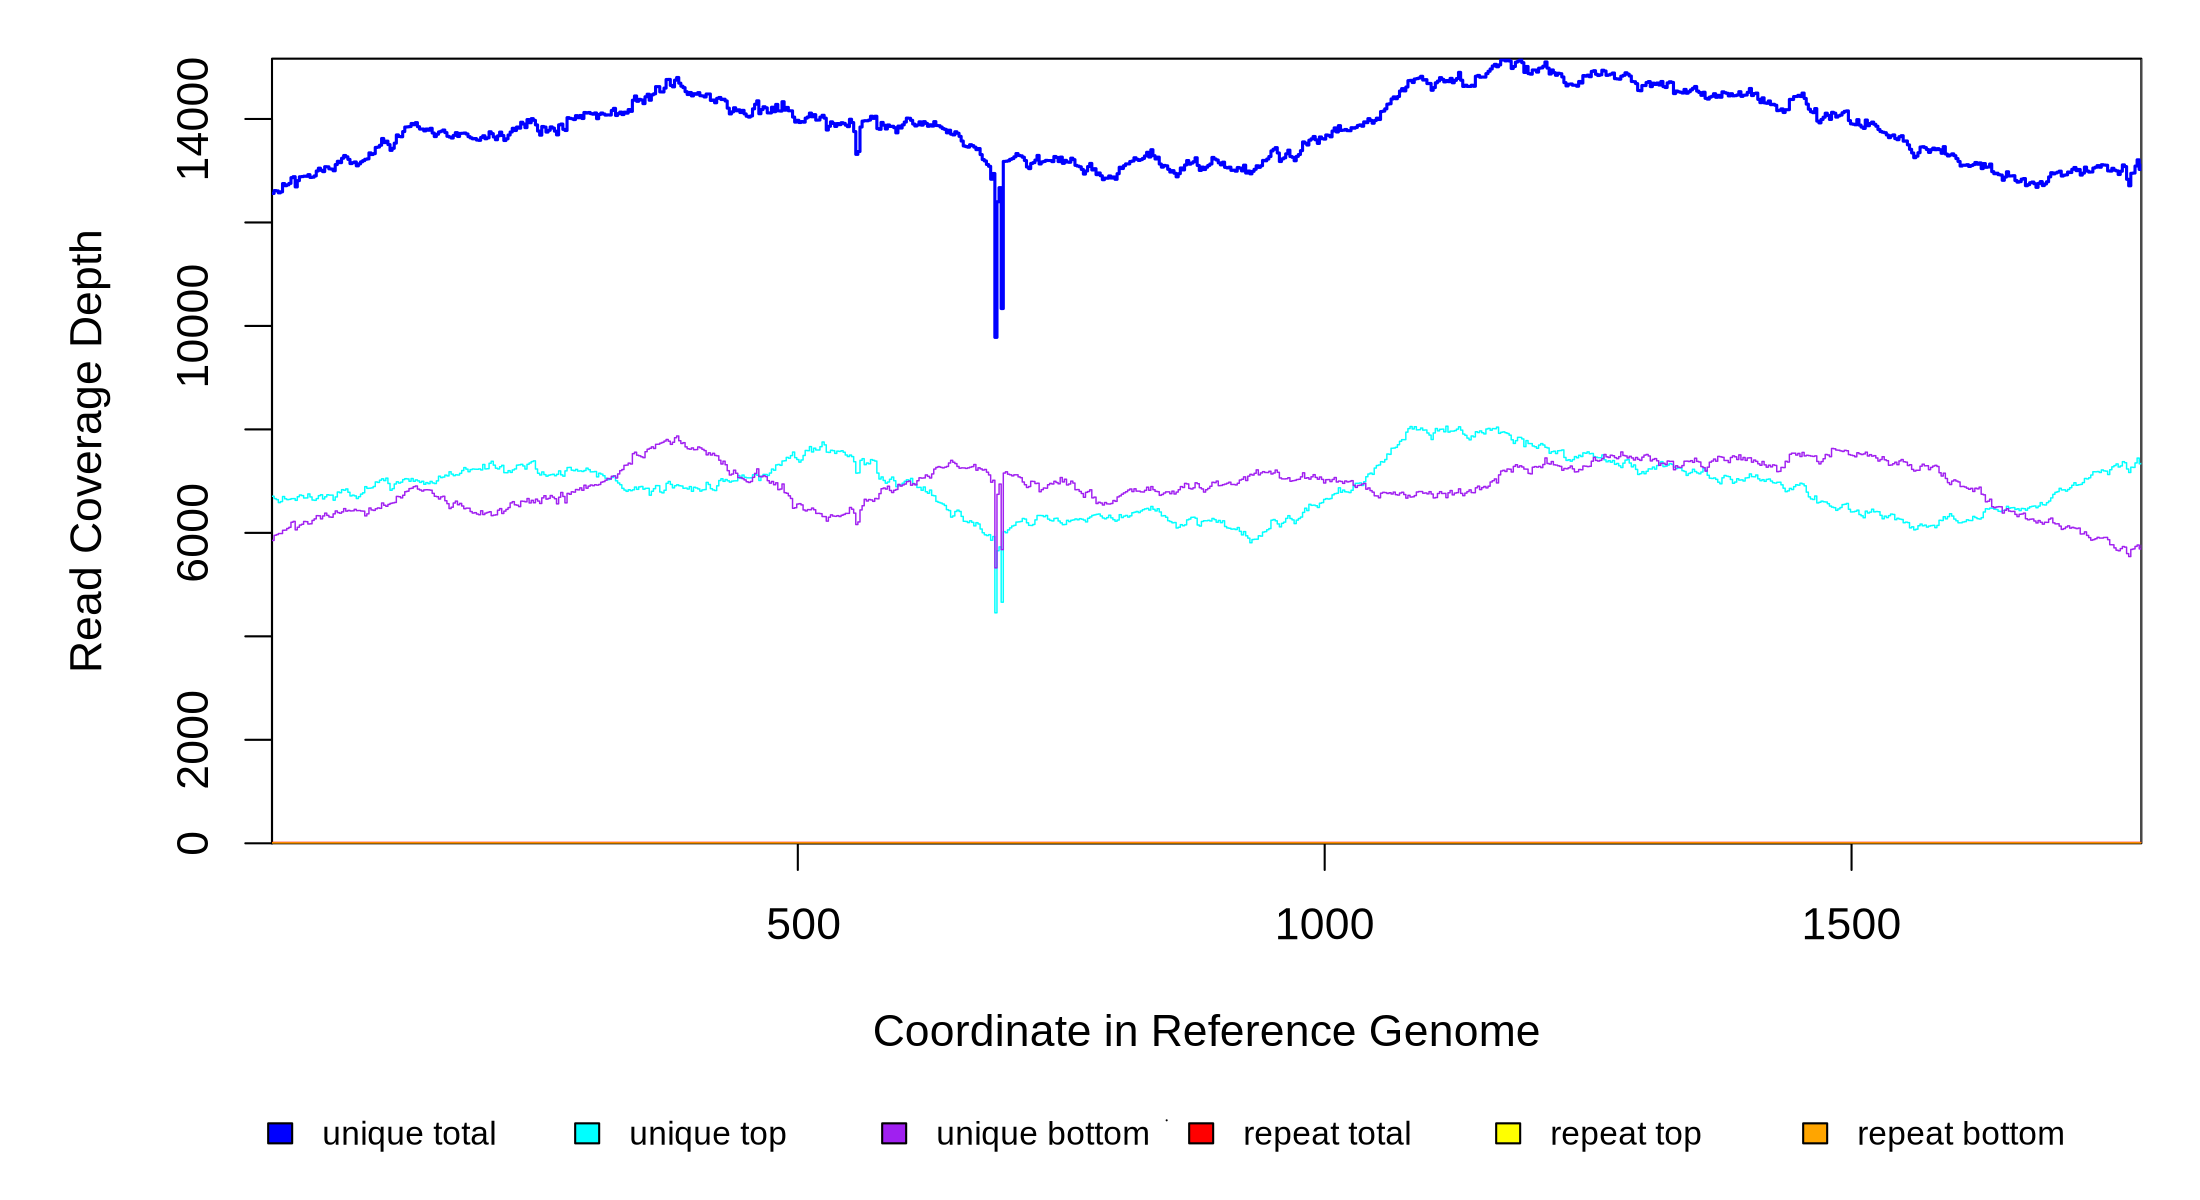 Read Coverage Depth
14000
10000
6000
2000
0
500 1000 1500
Coordinate in Reference Genome
unique total unique top unique bottom repeat total repeat top repeat bottom